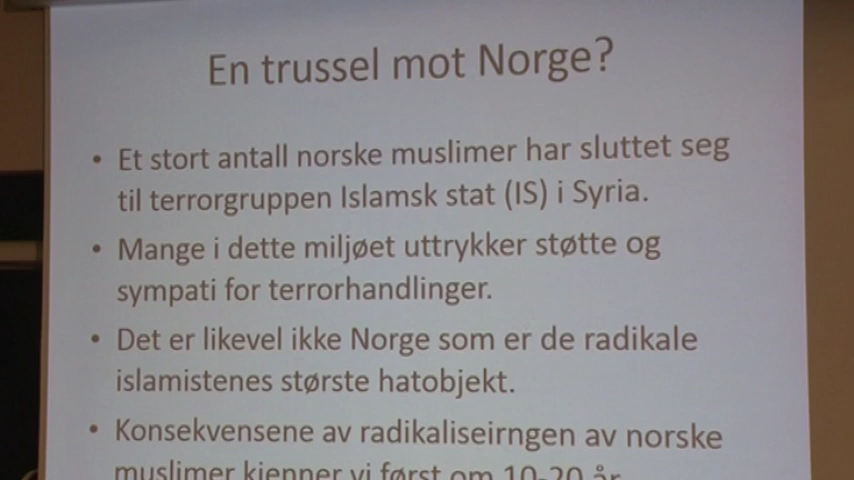 En trussel mot Norge?
• Et stort antall norske muslimer har sluttet seg
til terrorgruppen Islamsk stat (IS) i Syria.
• Mange i dette miljøet uttrykker støtte og
sympati for terrorhandlinger.
• Det er likevel ikke Norge som er de radikale
islamistenes største hatobjekt.
• Konsekvensene av radikaliseirngen av norske
muslimer kjenner vi først om 10-20 år